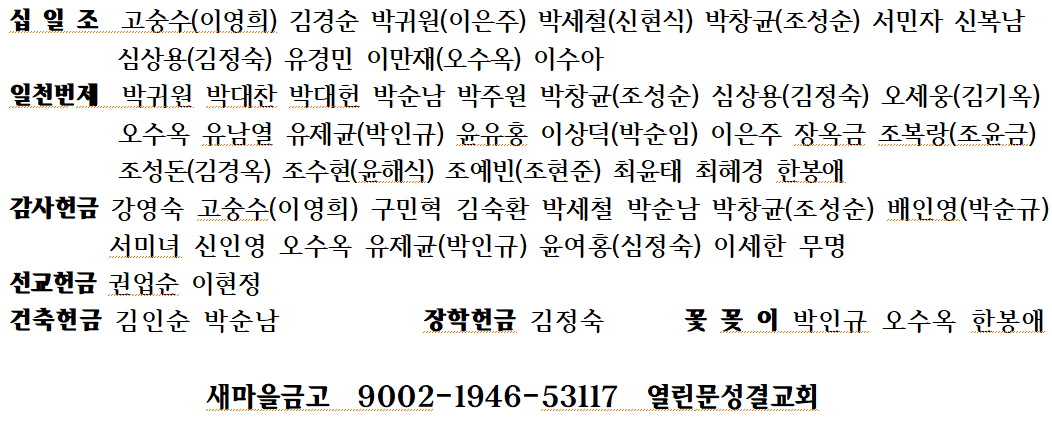 십 일 조 고숭수(이영희) 김경순 박귀원(이은주) 박세철(신현식) 박창균(조성순) 서민자 신복남
심상용(김정숙) 유경민 이만재(오수옥) 이수아
일천번제 박귀원 박대찬 박대헌 박순남 박주원 박창균(조성순) 심상용(김정숙) 오세웅(김기옥)
오수옥 유남열 유제균(박인규) 윤유홍 이상덕(박순임) 이은주 장옥금 조복랑(조윤금)
조성돈(김경옥) 조수현(윤해식) 조예빈(조현준) 최윤태 최혜경 한봉애
감사헌금 강영숙 고숭수(이영희) 구민혁 김숙환 박세철 박순남 박창균(조성순) 배인영(박순규)
서미녀 신인영 오수옥 유제균(박인규) 윤여홍(심정숙) 이세한 무명
선교헌금 권업순 이현정
건축헌금 김인순 박순남 장학헌금 김정숙 꽃 꽂 이 박인규 오수옥 한봉애
새마을금고 9002-1946-53117 열린문성결교회